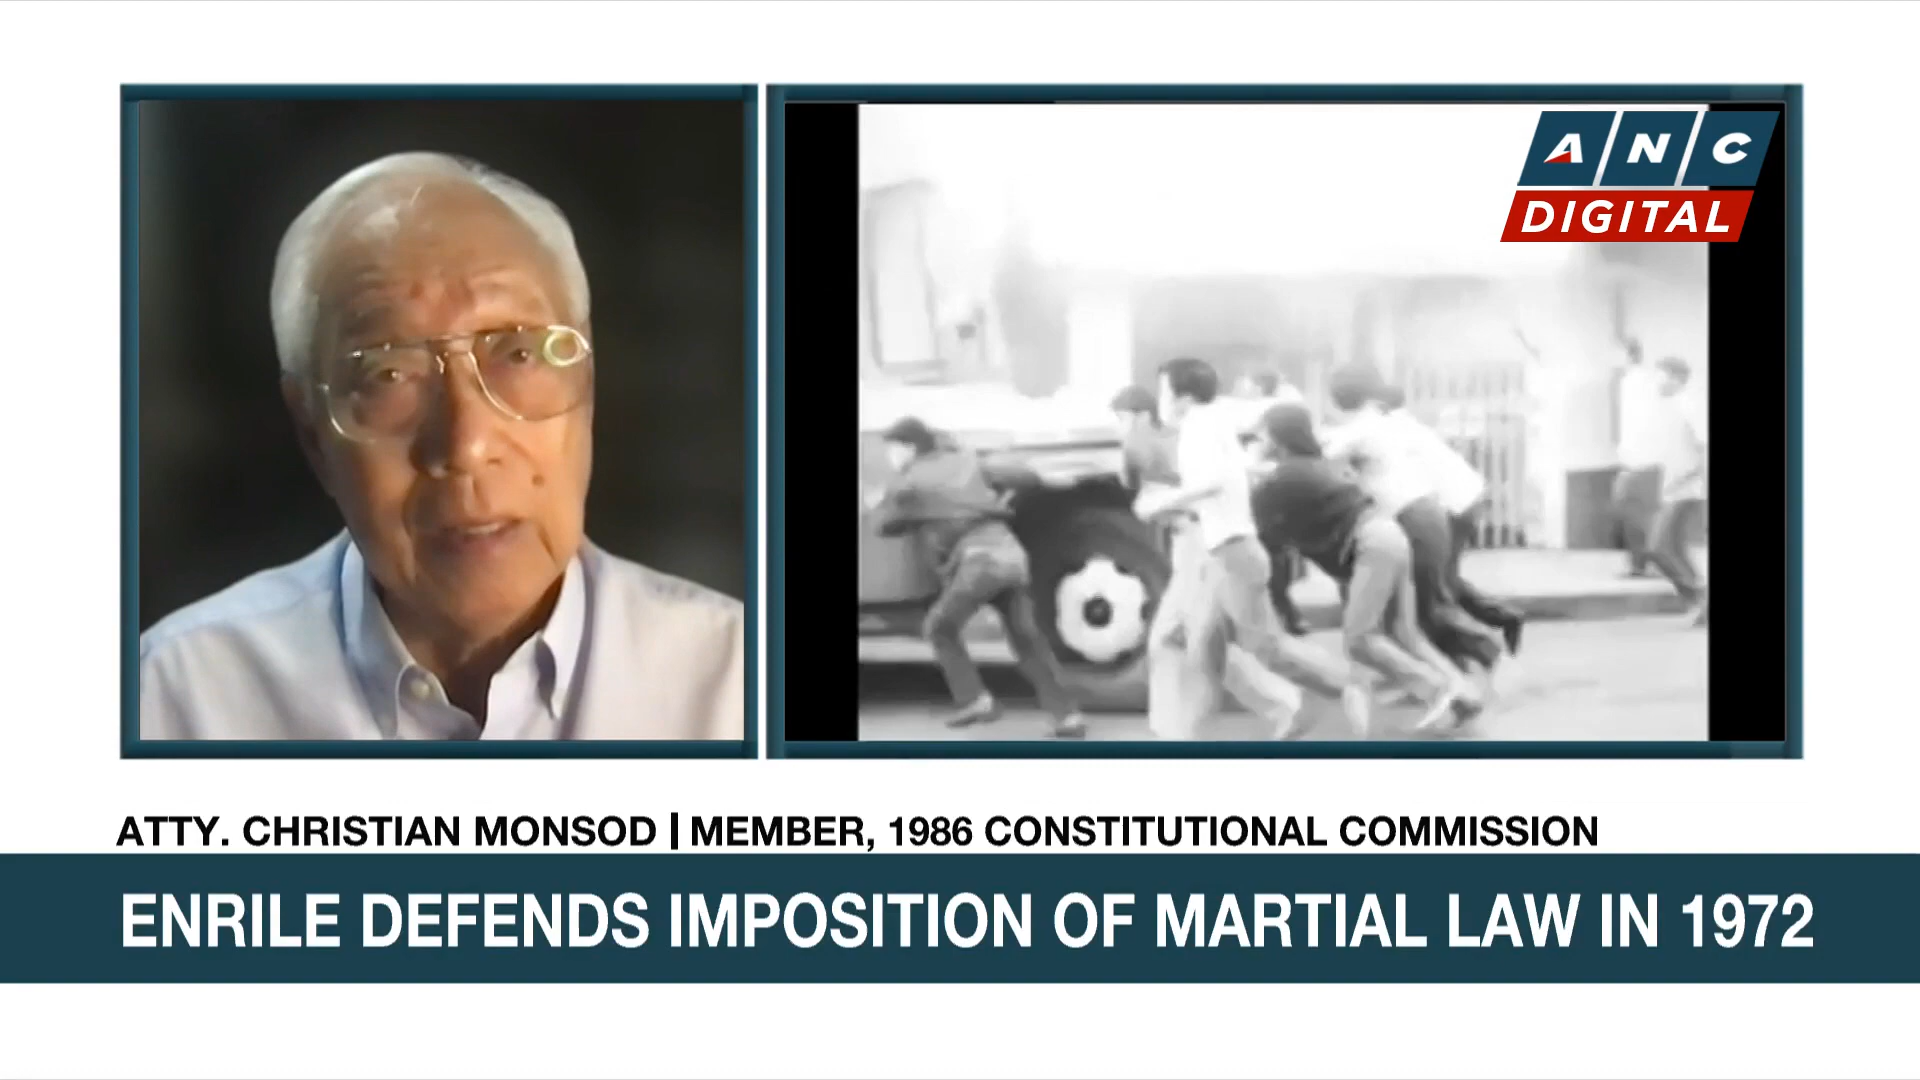 ANC
DIGITAL
ATTY. CHRISTIAN MONSOD | MEMBER, 1986 CONSTITUTIONAL COMMISSION
ENRILE DEFENDS IMPOSITION OF MARTIAL LAW IN 1972